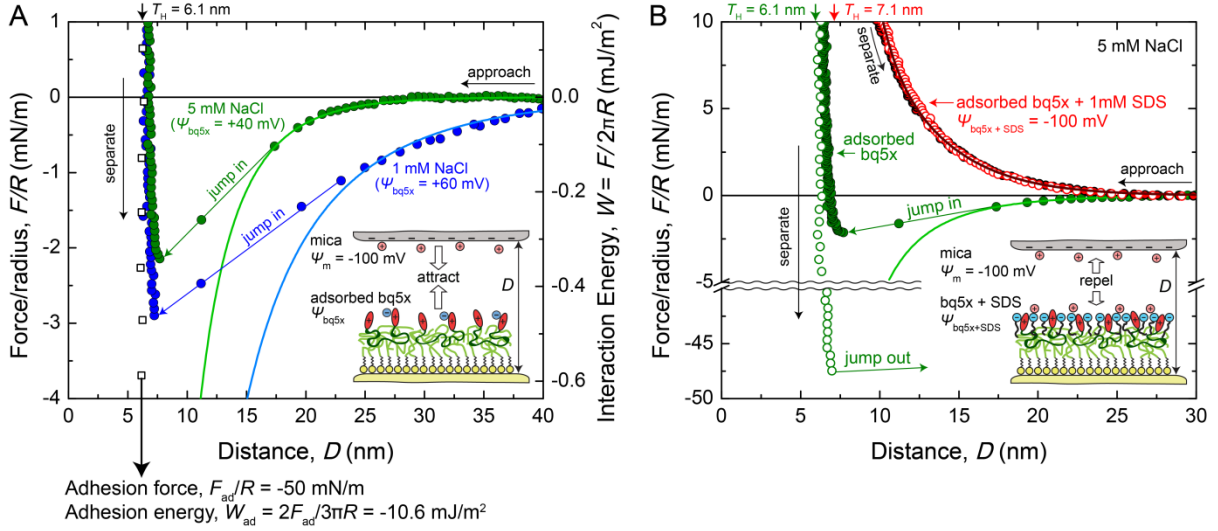 A
T_H = 6.1 nm
approach
5 mM NaCl
(Ψ_bq5x = +40 mV)
separate
jump in
1 mM NaCl
(Ψ_bq5x = +60 mV)
jump in
mica
Ψ_m = -100 mV
attract
adsorbed bq5x
Ψ_bq5x
D
Force/radius, F/R (mN/m)
1
0
-1
-2
-3
-4
Interaction Energy, W = F/2πR (mJ/m²)
0.0
-0.2
-0.4
-0.6
0 5 10 15 20 25 30 35 40
Distance, D (nm)
Adhesion force, F_ad/R = -50 mN/m
Adhesion energy, W_ad = 2F_ad/3πR = -10.6 mJ/m²
B
T_H = 6.1 nm
T_H = 7.1 nm
5 mM NaCl
separate
adsorbed bq5x + 1mM SDS
Ψ_bq5x + SDS = -100 mV
adsorbed
bq5x
approach
jump in
separate
mica
Ψ_m = -100 mV
repel
bq5x + SDS
Ψ_bq5x+SDS
D
jump out
Force/radius, F/R (mN/m)
10
5
0
-5
-45
-50
0 5 10 15 20 25 30
Distance, D (nm)